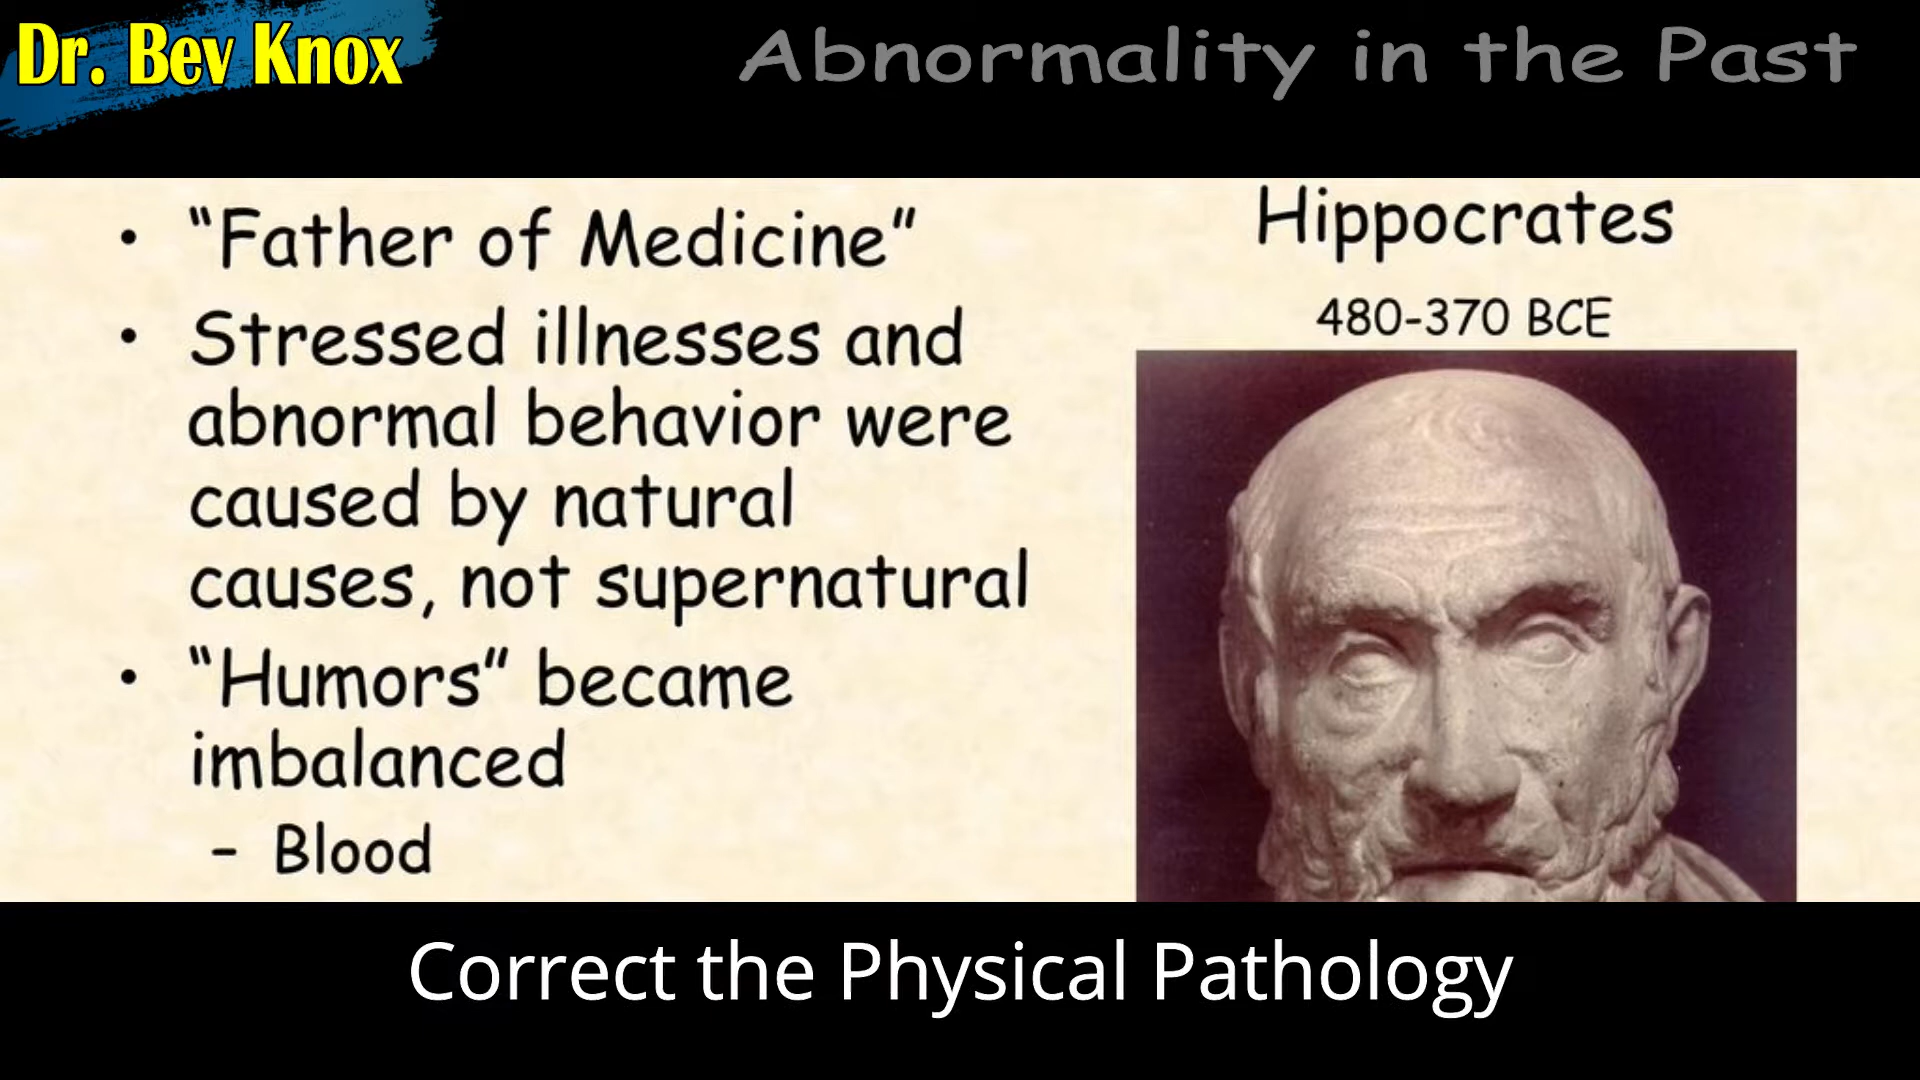 Dr. Bev Knox
Abnormality in the Past
• “Father of Medicine”
• Stressed illnesses and
abnormal behavior were
caused by natural
causes, not supernatural
• “Humors” became
imbalanced
– Blood
Hippocrates
480-370 BCE
Correct the Physical Pathology